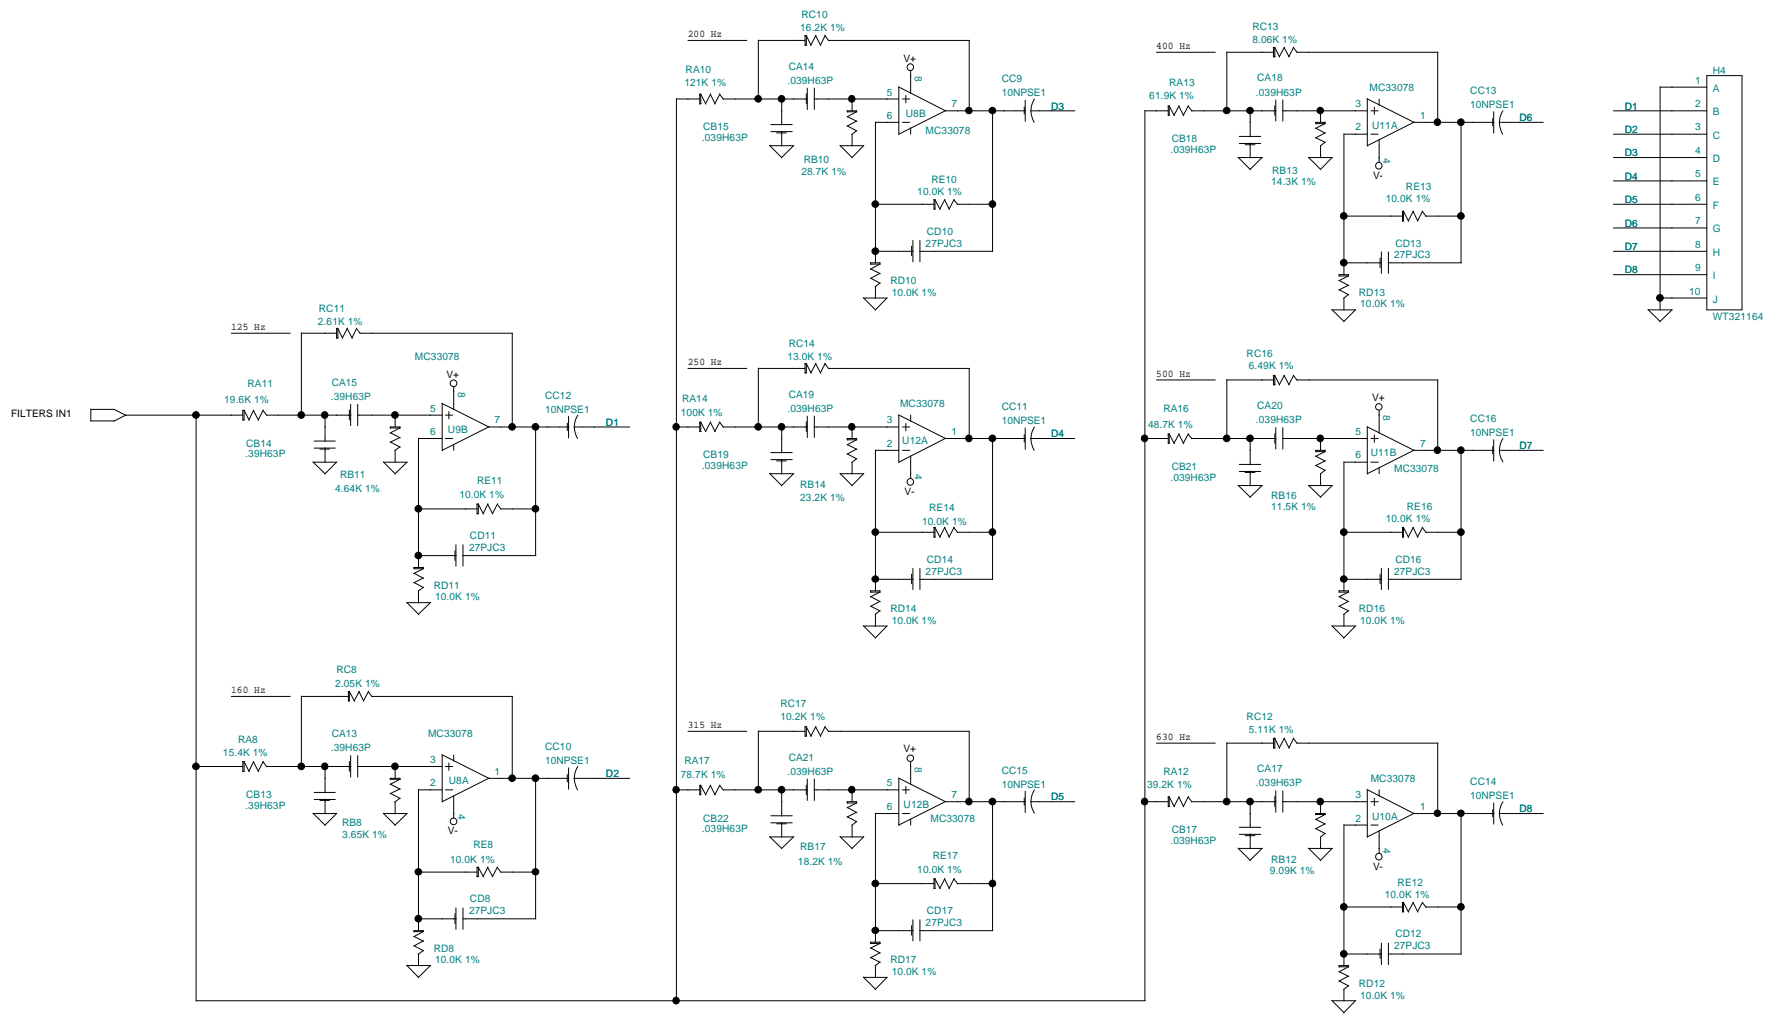 FILTERS IN1
125 Hz
RC11
2.61K 1%
MC33078
RA11
19.6K 1%
CA15
.39H63P
V+
8
5
+
U9B
7
6
−
CC12
10NPSE1
D1
CB14
.39H63P
RB11
4.64K 1%
RE11
10.0K 1%
CD11
27PJC3
RD11
10.0K 1%
160 Hz
RC8
2.05K 1%
MC33078
RA8
15.4K 1%
CA13
.39H63P
3
+
U8A
1
2
−
4
V-
CC10
10NPSE1
D2
CB13
.39H63P
RB8
3.65K 1%
RE8
10.0K 1%
CD8
27PJC3
RD8
10.0K 1%
200 Hz
RC10
16.2K 1%
RA10
121K 1%
CA14
.039H63P
V+
8
5
+
U8B
7
6
−
MC33078
CC9
10NPSE1
D3
CB15
.039H63P
RB10
28.7K 1%
RE10
10.0K 1%
CD10
27PJC3
RD10
10.0K 1%
250 Hz
RC14
13.0K 1%
RA14
100K 1%
CA19
.039H63P
MC33078
3
+
U12A
1
2
−
4
V-
CC11
10NPSE1
D4
CB19
.039H63P
RB14
23.2K 1%
RE14
10.0K 1%
CD14
27PJC3
RD14
10.0K 1%
315 Hz
RC17
10.2K 1%
RA17
78.7K 1%
CA21
.039H63P
V+
8
5
+
U12B
7
6
−
MC33078
CC15
10NPSE1
D5
CB22
.039H63P
RB17
18.2K 1%
RE17
10.0K 1%
CD17
27PJC3
RD17
10.0K 1%
400 Hz
RC13
8.06K 1%
RA13
61.9K 1%
CA18
.039H63P
MC33078
3
+
U11A
1
2
−
4
V-
CC13
10NPSE1
D6
CB18
.039H63P
RB13
14.3K 1%
RE13
10.0K 1%
CD13
27PJC3
RD13
10.0K 1%
500 Hz
RC16
6.49K 1%
RA16
48.7K 1%
CA20
.039H63P
V+
8
5
+
U11B
7
6
−
MC33078
CC16
10NPSE1
D7
CB21
.039H63P
RB16
11.5K 1%
RE16
10.0K 1%
CD16
27PJC3
RD16
10.0K 1%
630 Hz
RC12
5.11K 1%
RA12
39.2K 1%
CA17
.039H63P
MC33078
3
+
U10A
1
2
−
4
V-
CC14
10NPSE1
D8
CB17
.039H63P
RB12
9.09K 1%
RE12
10.0K 1%
CD12
27PJC3
RD12
10.0K 1%
H4
1 A
D1 2 B
D2 3 C
D3 4 D
D4 5 E
D5 6 F
D6 7 G
D7 8 H
D8 9 I
10 J
WT321164